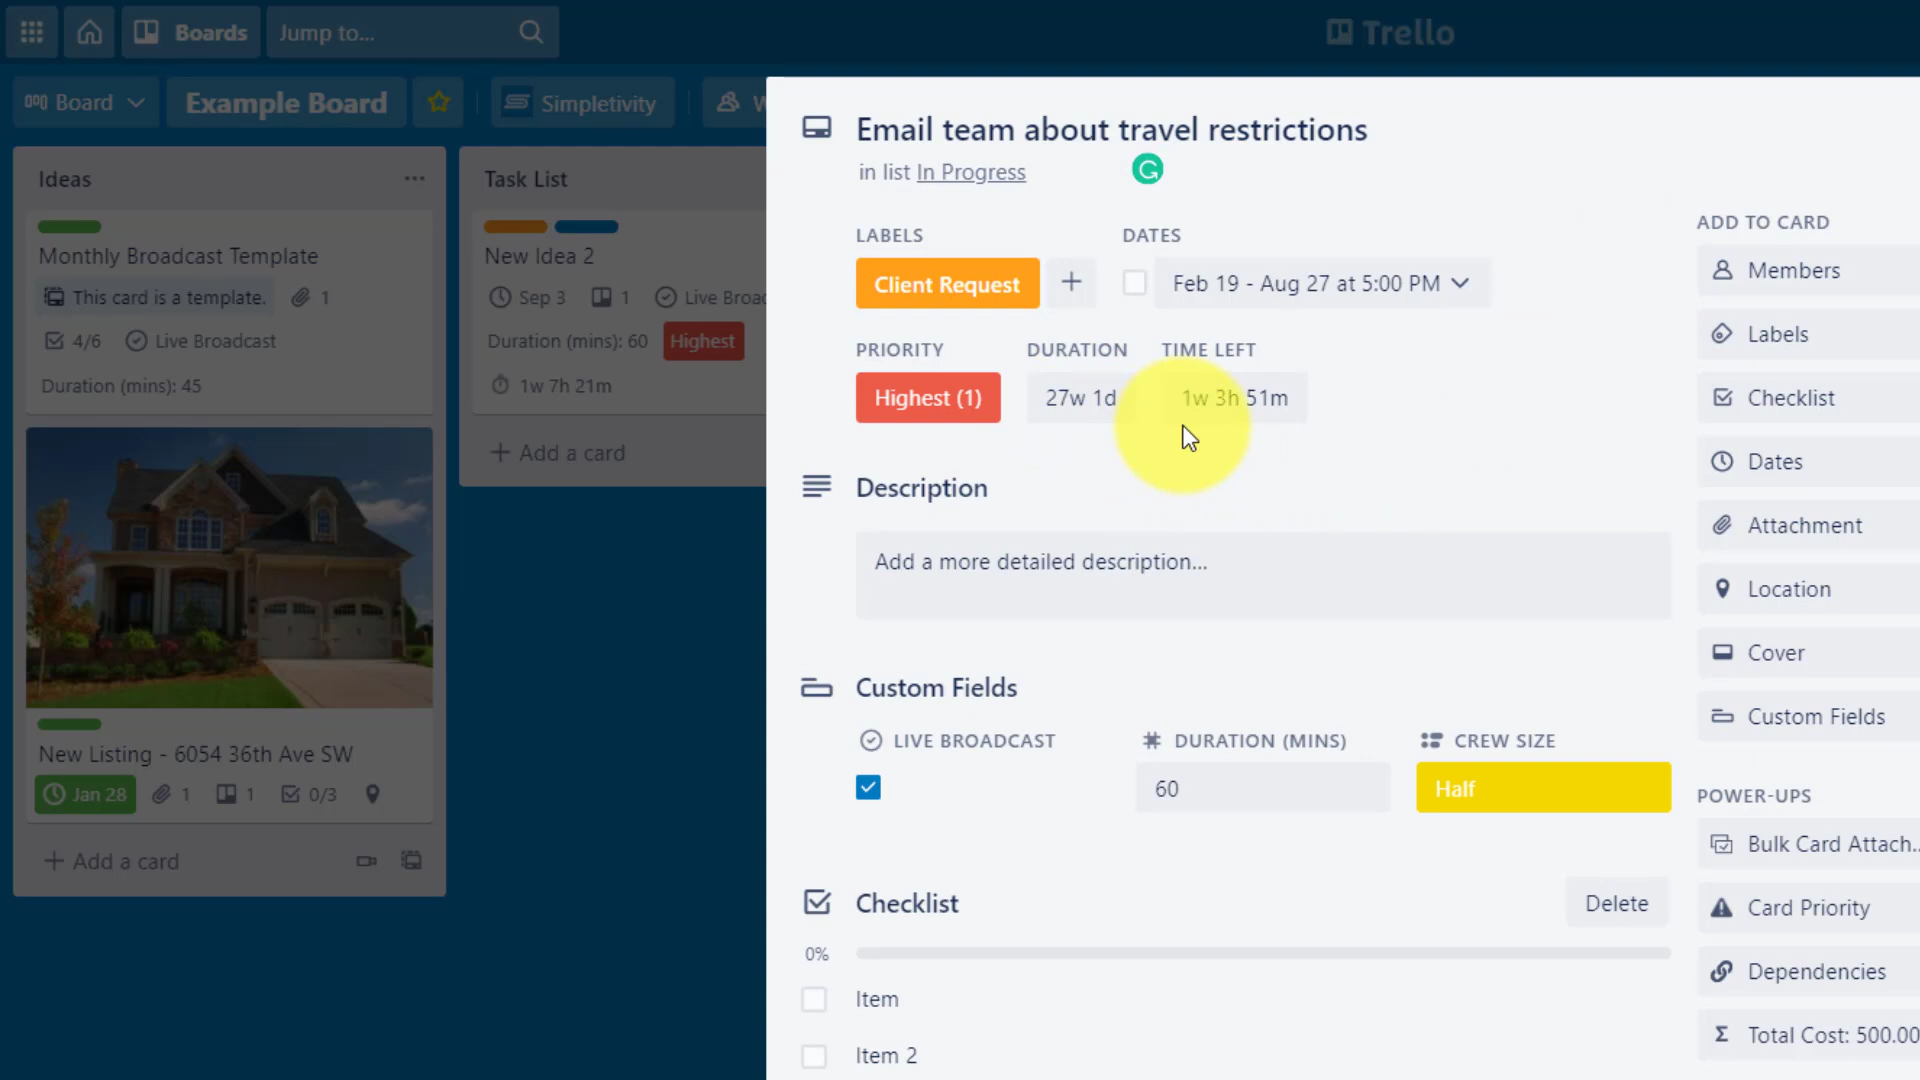 Boards
Jump to...
Trello
Board
Example Board
Simpletivity
Ideas
Monthly Broadcast Template
This card is a template.
1
4/6
Live Broadcast
Duration (mins): 45
New Listing - 6054 36th Ave SW
Jan 28
1
1
0/3
+ Add a card
Task List
New Idea 2
Sep 3
1
Live Broad
Duration (mins): 60
Highest
1w 7h 21m
+ Add a card
Email team about travel restrictions
in list In Progress
LABELS
DATES
Client Request
+
Feb 19 - Aug 27 at 5:00 PM
PRIORITY
DURATION
TIME LEFT
Highest (1)
27w 1d
1w 3h 51m
Description
Add a more detailed description...
Custom Fields
LIVE BROADCAST
DURATION (MINS)
CREW SIZE
60
Half
Checklist
Delete
0%
Item
Item 2
ADD TO CARD
Members
Labels
Checklist
Dates
Attachment
Location
Cover
Custom Fields
POWER-UPS
Bulk Card Attach...
Card Priority
Dependencies
Σ Total Cost: 500.00